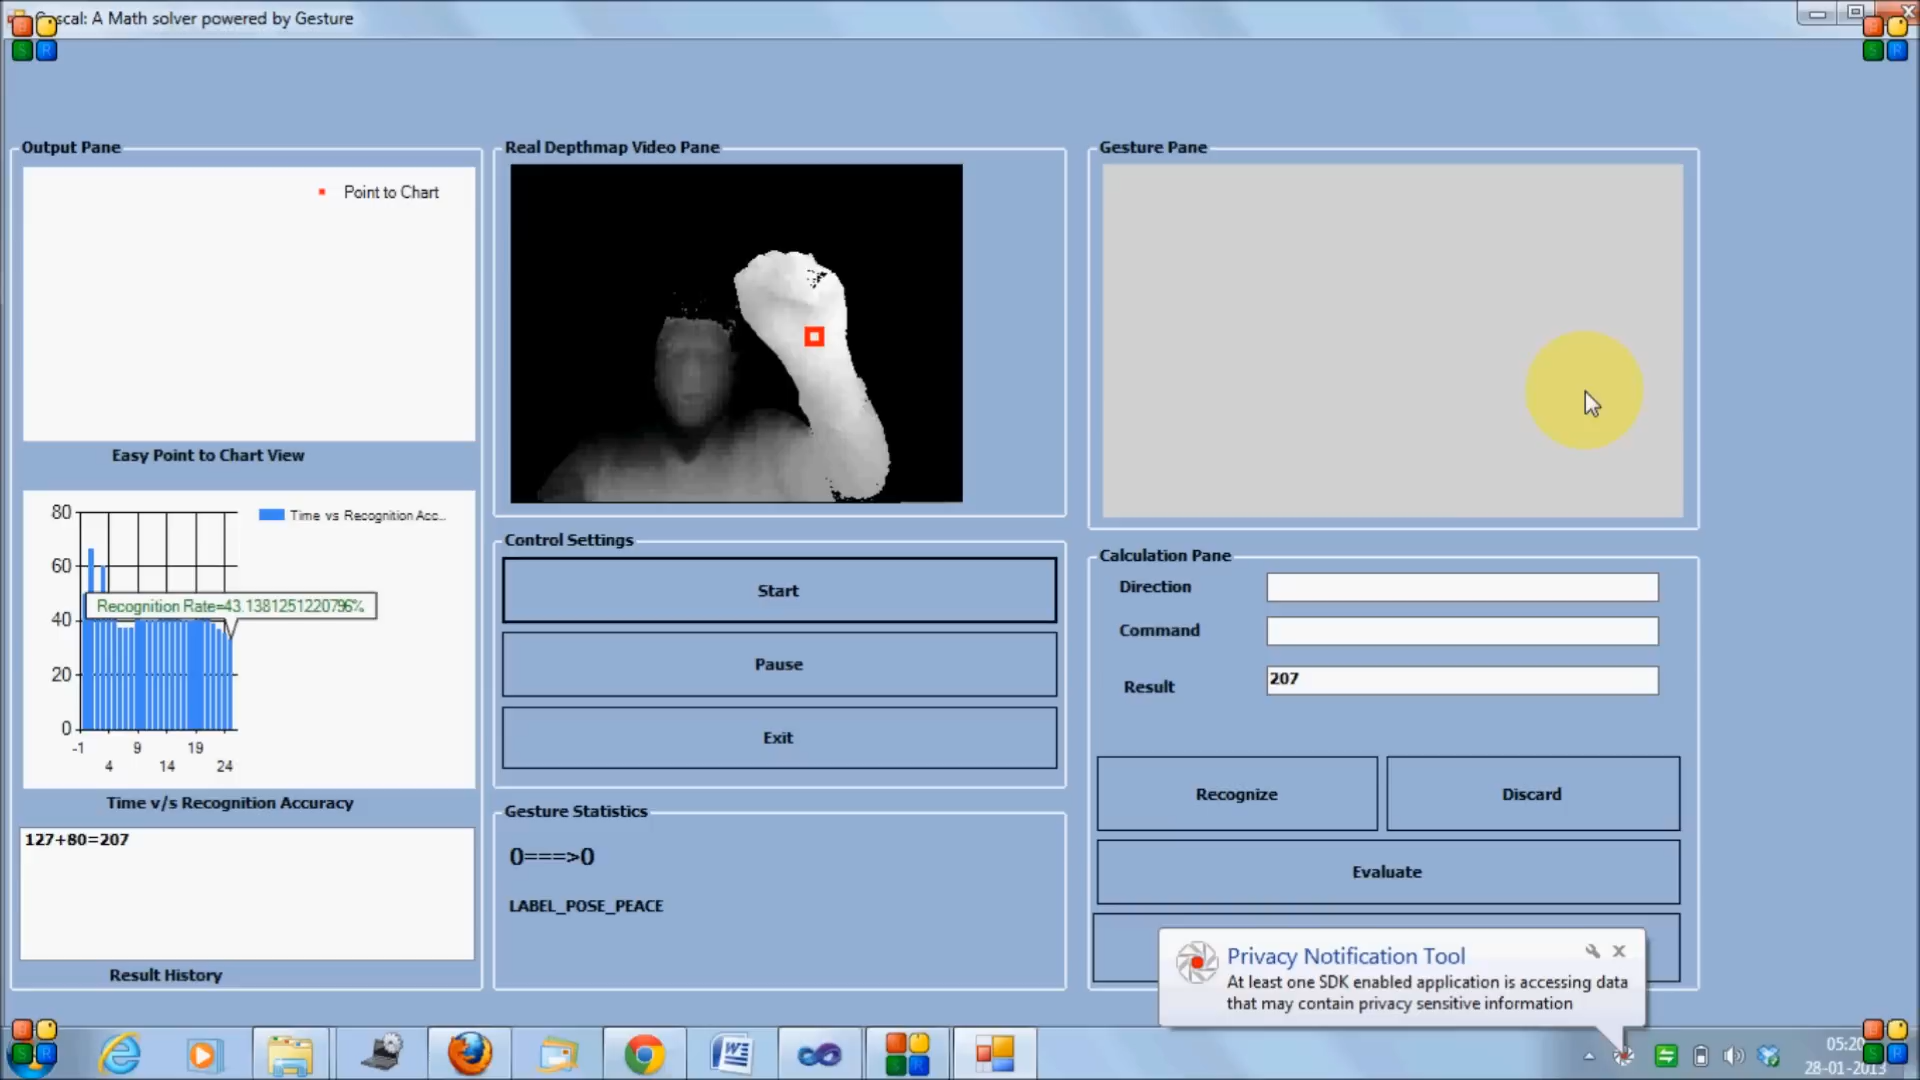 scal: A Math solver powered by Gesture
Output Pane
Point to Chart
Easy Point to Chart View
80
60
40
20
0
-1 9 19
4 14 24
Time vs Recognition Acc..
Recognition Rate=43.1381251220796%
Time v/s Recognition Accuracy
127+80=207
Result History
Real Depthmap Video Pane
Control Settings
Start
Pause
Exit
Gesture Statistics
0===>0
LABEL_POSE_PEACE
Gesture Pane
Calculation Pane
Direction
Command
Result
207
Recognize
Discard
Evaluate
Privacy Notification Tool
At least one SDK enabled application is accessing data
that may contain privacy sensitive information
05:20
28-01-2013